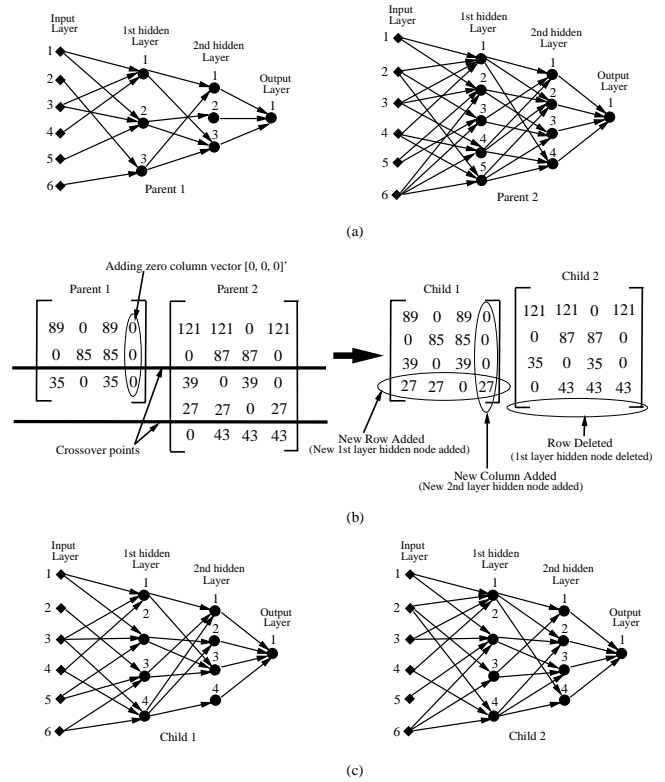 Input
Layer
1st hidden
Layer
2nd hidden
Layer
Output
Layer
1
2
3
4
5
6
1
2
3
1
2
3
1
Parent 1
Input
Layer
1st hidden
Layer
2nd hidden
Layer
Output
Layer
1
2
3
4
5
6
1
2
3
4
5
1
2
3
4
1
Parent 2
(a)
Adding zero column vector [0, 0, 0]'
Parent 1
89 0 89 0
0 85 85 0
35 0 35 0
Parent 2
121 121 0 121
0 87 87 0
39 0 39 0
27 27 0 27
0 43 43 43
Crossover points
Child 1
89 0 89 0
0 85 85 0
39 0 39 0
27 27 0 27
Child 2
121 121 0 121
0 87 87 0
35 0 35 0
0 43 43 43
New Row Added
(New 1st layer hidden node added)
Row Deleted
(1st layer hidden node deleted)
New Column Added
(New 2nd layer hidden node added)
(b)
Input
Layer
1st hidden
Layer
2nd hidden
Layer
Output
Layer
1
2
3
4
5
6
1
2
3
4
1
2
3
4
1
Child 1
Input
Layer
1st hidden
Layer
2nd hidden
Layer
Output
Layer
1
2
3
4
5
6
1
2
3
4
1
2
3
4
1
Child 2
(c)